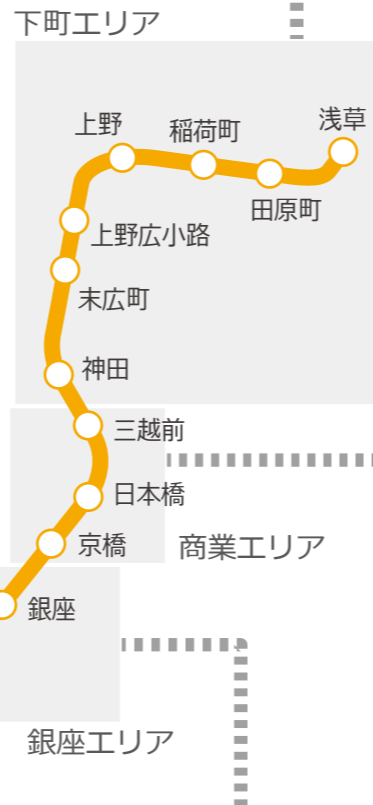 下町エリア
浅草
稲荷町
上野
田原町
上野広小路
末広町
神田
三越前
日本橋
京橋
商業エリア
銀座
銀座エリア